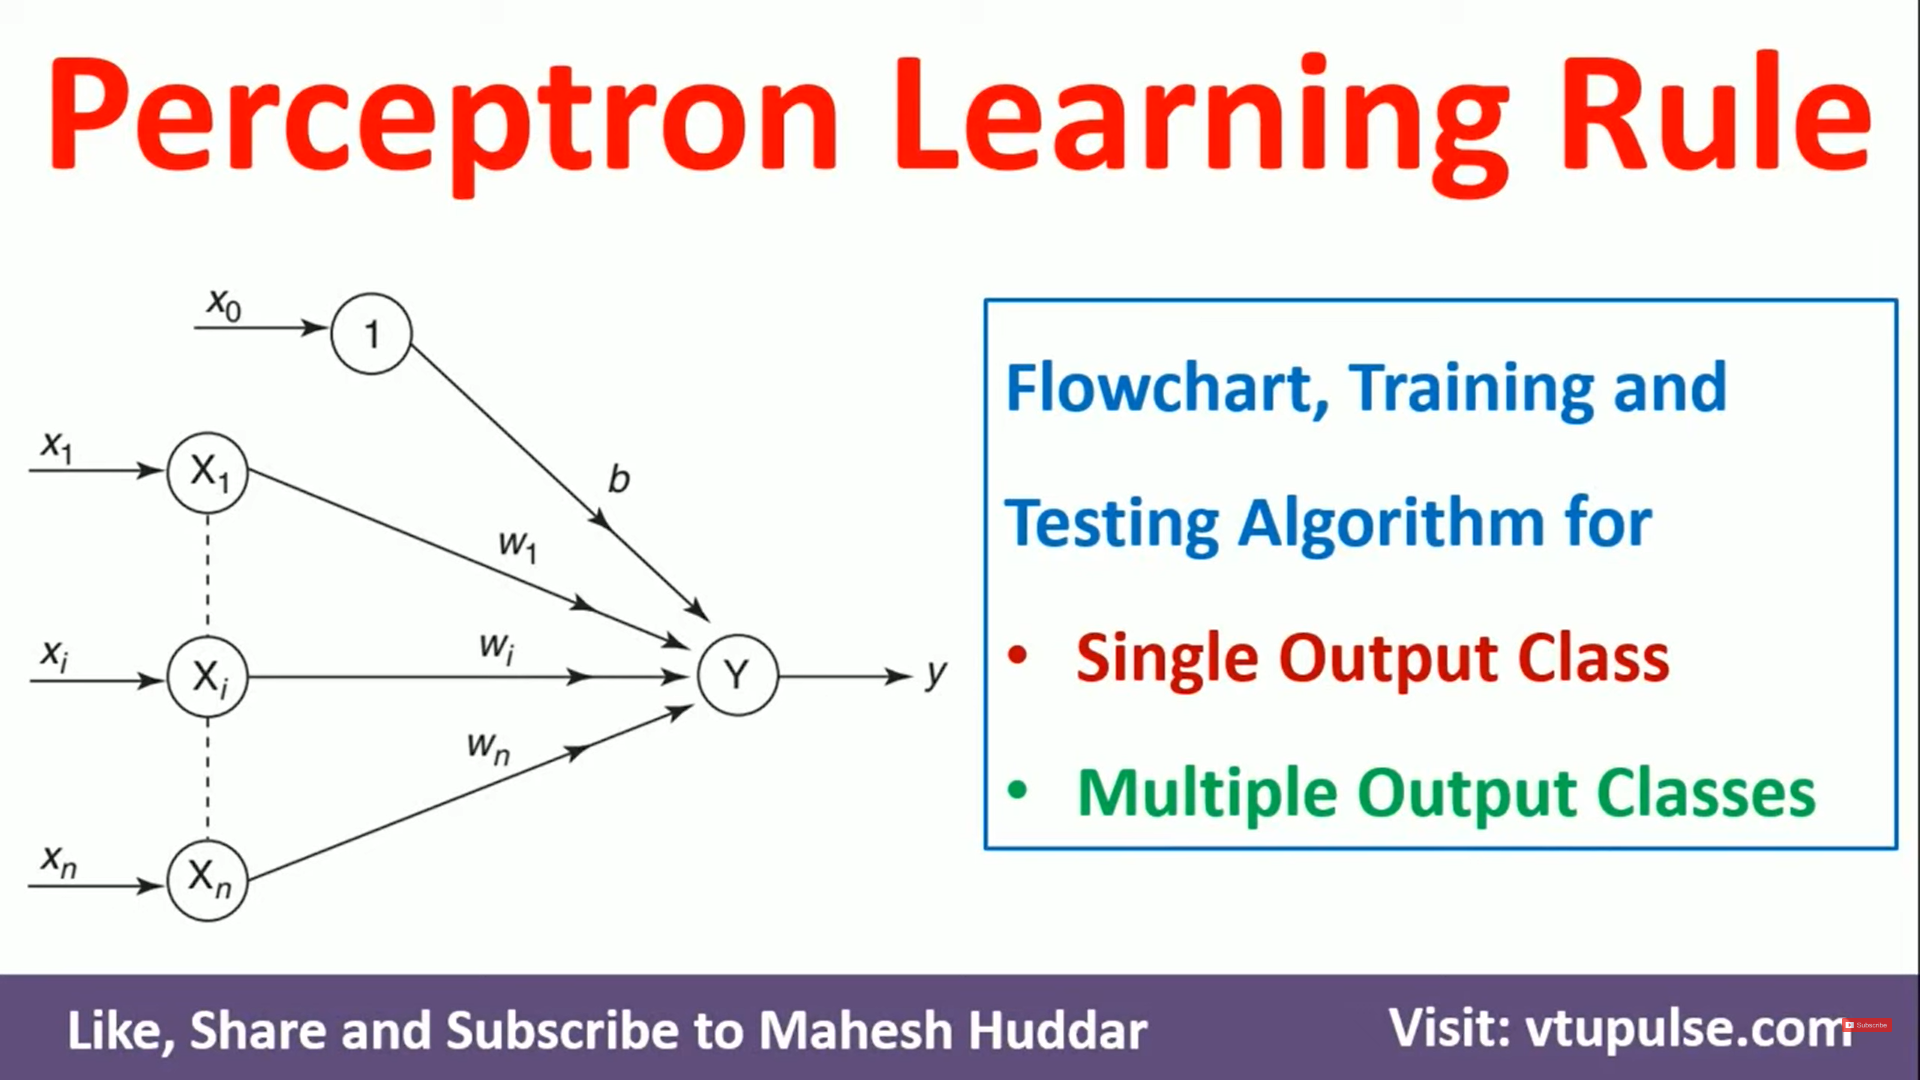 Perceptron Learning Rule
x0
1
b
x1
X1
w1
xi
Xi
wi
Y
y
xn
Xn
wn
Flowchart, Training and
Testing Algorithm for
• Single Output Class
• Multiple Output Classes
Like, Share and Subscribe to Mahesh Huddar
Visit: vtupulse.com
Subscribe